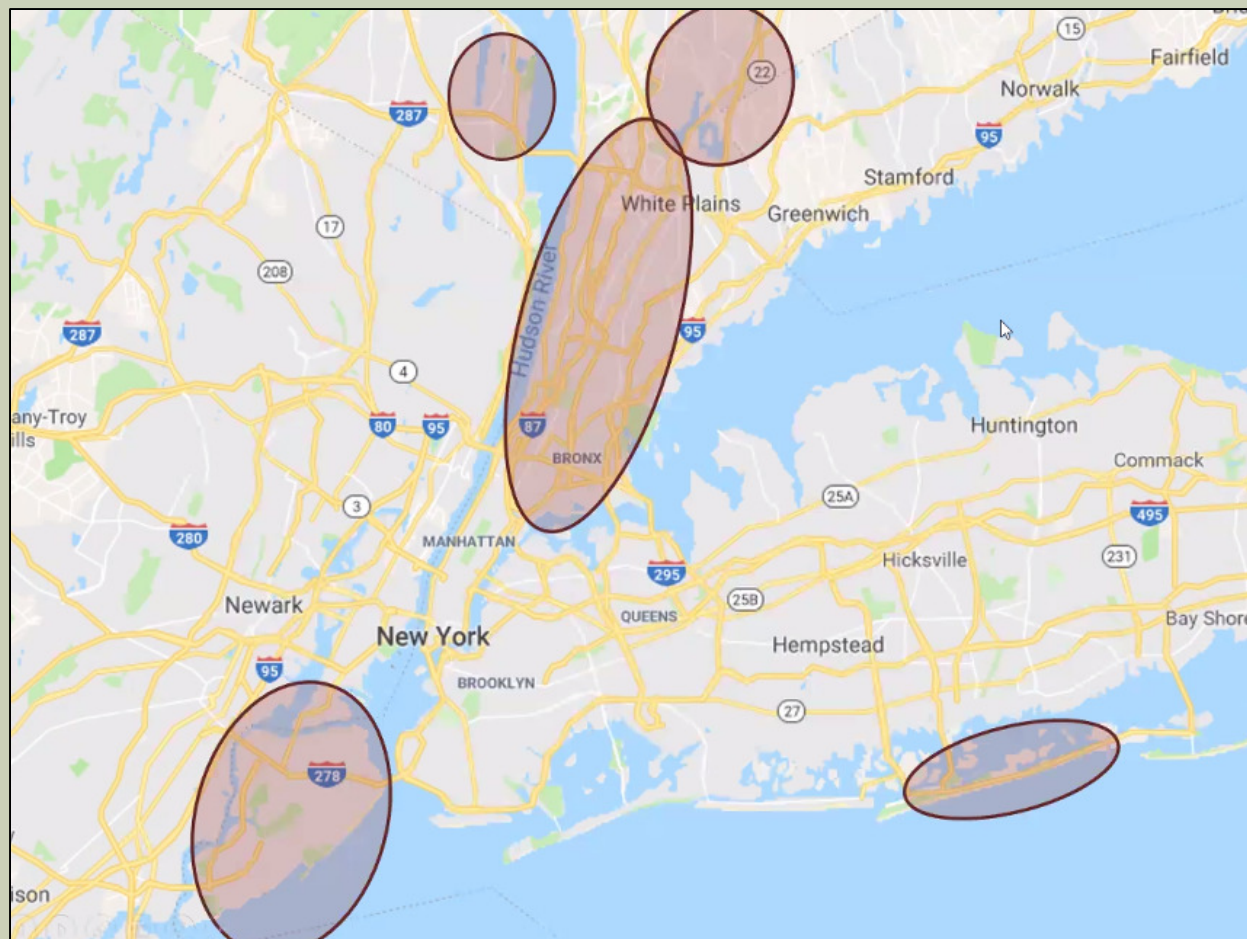 15
Fairfield
22
Norwalk
287
95
Stamford
White Plains
Greenwich
17
208
Hudson River
287
95
4
any-Troy
ills
80
95
87
Huntington
BRONX
Commack
25A
3
495
280
MANHATTAN
231
Hicksville
295
25B
Newark
QUEENS
Bay Shore
New York
Hempstead
95
BROOKLYN
27
278
ison